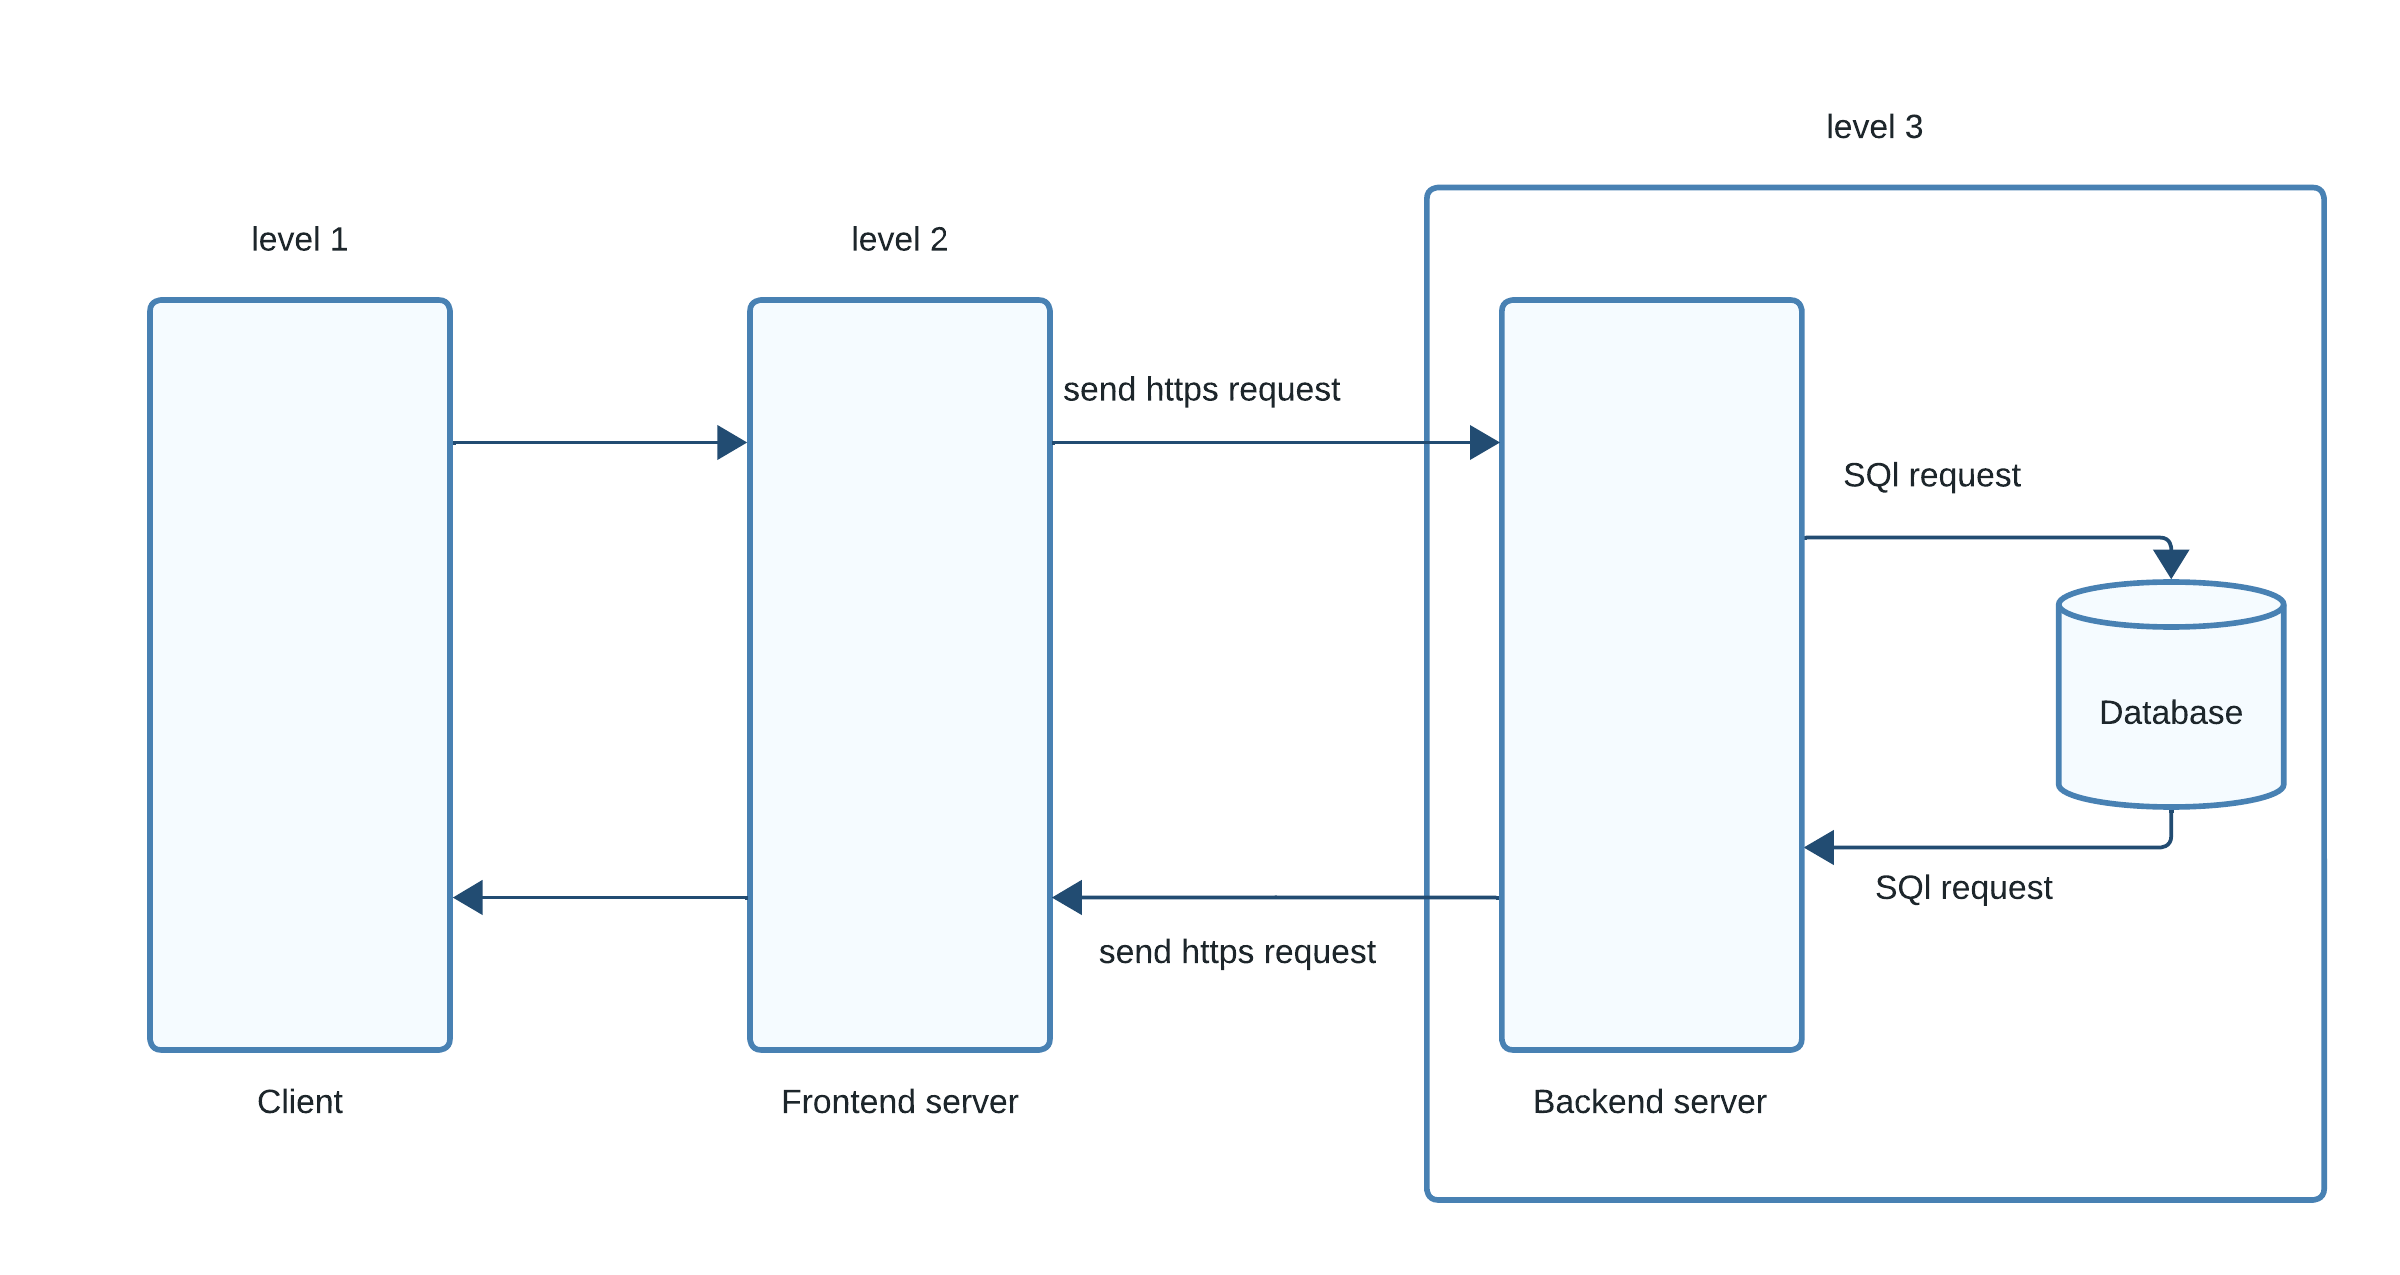 level 3
level 1
level 2
send https request
SQl request
Database
SQl request
send https request
Client
Frontend server
Backend server